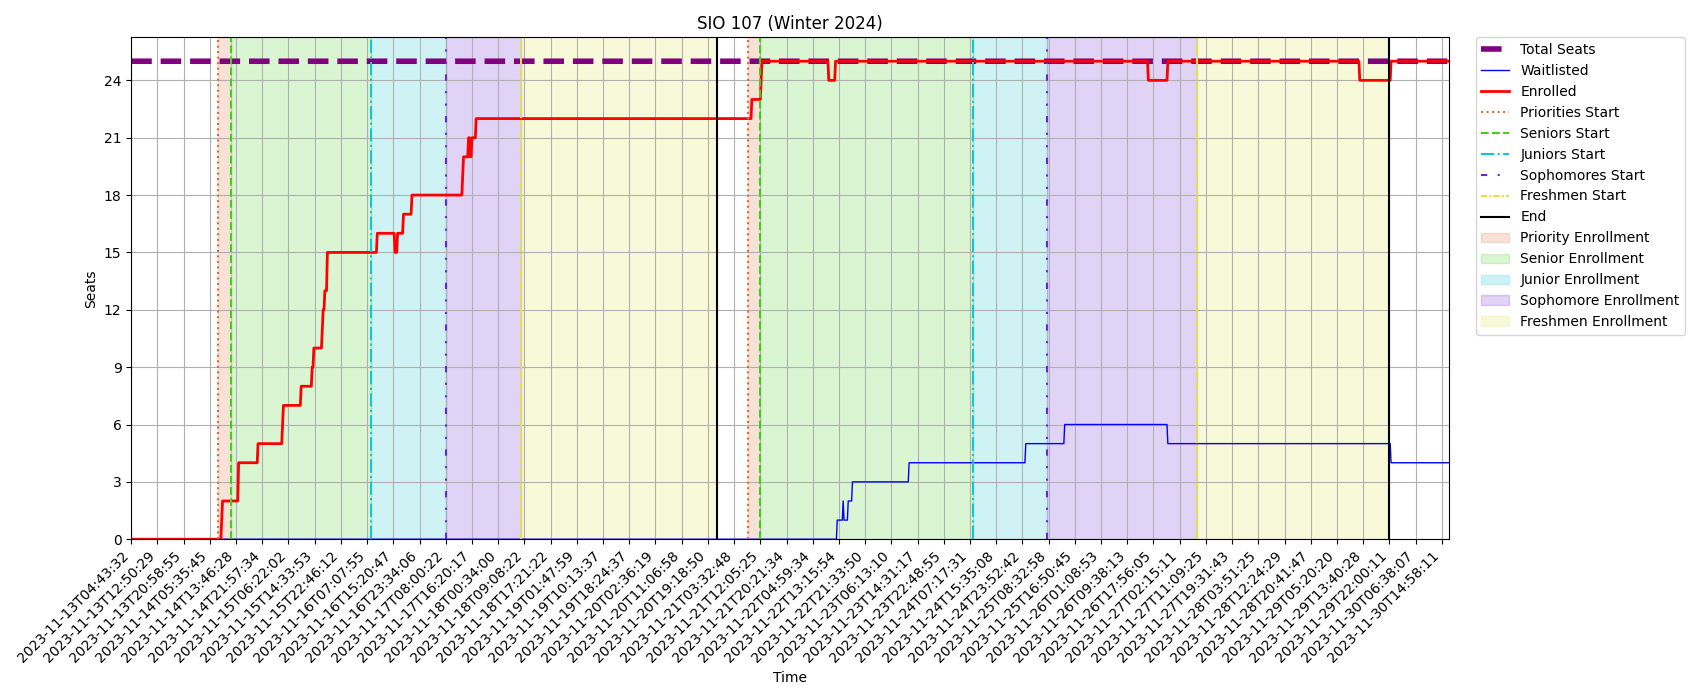 SIO 107 (Winter 2024)
Seats
24
21
18
15
12
9
6
3
0
2023-11-13T04:43:32
2023-11-13T12:50:29
2023-11-13T20:58:55
2023-11-14T05:35:45
2023-11-14T13:46:28
2023-11-14T21:57:34
2023-11-15T06:22:02
2023-11-15T14:33:53
2023-11-15T22:46:12
2023-11-16T07:07:55
2023-11-16T15:20:47
2023-11-16T23:34:06
2023-11-17T08:00:22
2023-11-17T16:20:17
2023-11-18T00:34:00
2023-11-18T09:08:22
2023-11-18T17:21:22
2023-11-19T01:47:59
2023-11-19T10:13:37
2023-11-19T18:24:37
2023-11-20T02:36:19
2023-11-20T11:06:58
2023-11-20T19:18:50
2023-11-21T03:32:48
2023-11-21T12:05:25
2023-11-21T20:21:34
2023-11-22T04:59:34
2023-11-22T13:15:54
2023-11-22T21:33:50
2023-11-23T06:13:10
2023-11-23T14:31:17
2023-11-23T22:48:55
2023-11-24T07:17:31
2023-11-24T15:35:08
2023-11-24T23:52:42
2023-11-25T08:32:58
2023-11-25T16:50:45
2023-11-26T01:08:53
2023-11-26T09:38:13
2023-11-26T17:56:05
2023-11-27T02:15:11
2023-11-27T11:09:25
2023-11-27T19:31:43
2023-11-28T03:51:25
2023-11-28T12:24:29
2023-11-28T20:41:47
2023-11-29T05:20:20
2023-11-29T13:40:28
2023-11-29T22:00:11
2023-11-30T06:38:07
2023-11-30T14:58:11
Time
Total Seats
Waitlisted
Enrolled
Priorities Start
Seniors Start
Juniors Start
Sophomores Start
Freshmen Start
End
Priority Enrollment
Senior Enrollment
Junior Enrollment
Sophomore Enrollment
Freshmen Enrollment